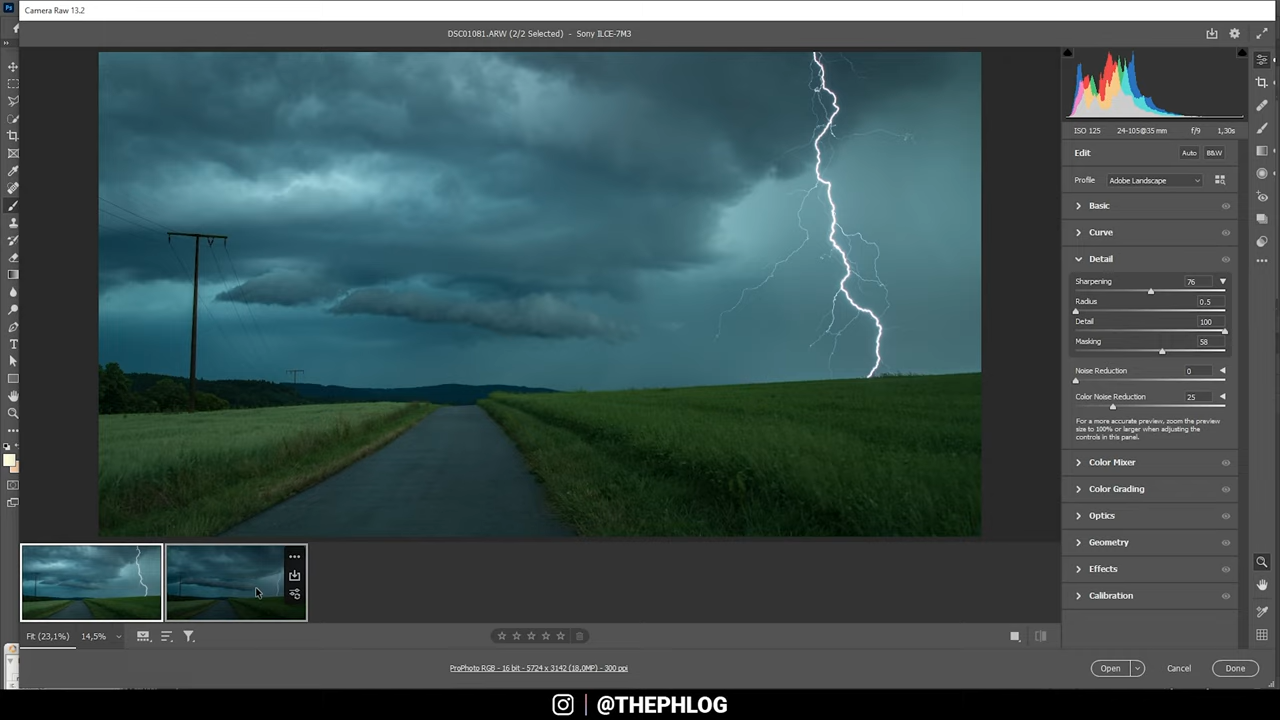 Ps
Camera Raw 13.2
DSC01081.ARW (2/2 Selected) - Sony ILCE-7M3
ISO 125 24-105@35 mm f/9 1,30s
Edit Auto B&W
Profile Adobe Landscape
Basic
Curve
Detail
Sharpening 76
Radius 0.5
Detail 100
Masking 58
Noise Reduction 0
Color Noise Reduction 25
For a more accurate preview, zoom the preview
size to 100% or larger when adjusting the
controls in this panel.
Color Mixer
Color Grading
Optics
Geometry
Effects
Calibration
Fit (23,1%) 14,5%
ProPhoto RGB - 16 bit - 5724 x 3142 (18,0MP) - 300 ppi
Open Cancel Done
@THEPHLOG